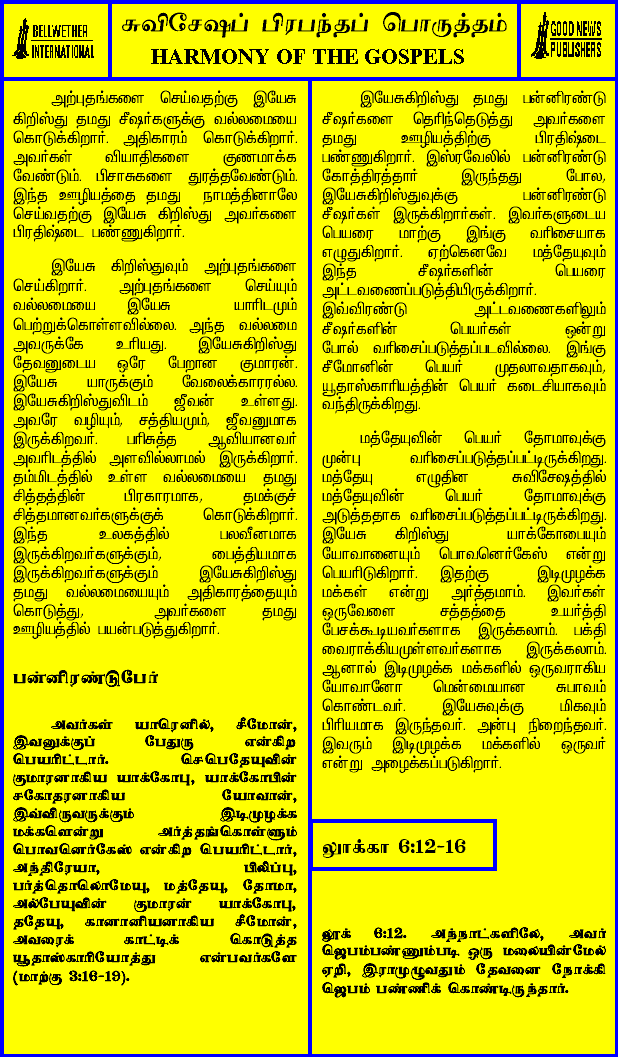 BELLWETHER
INTERNATIONAL
சுவிசேஷப் பிரபந்தப் பொருத்தம்
HARMONY OF THE GOSPELS
GOOD NEWS
PUBLISHERS
அற்புதங்களை செய்வதற்கு இயேசு
கிறிஸ்து தமது சீஷர்களுக்கு வல்லமையை
கொடுக்கிறார். அதிகாரம் கொடுக்கிறார்.
அவர்கள் வியாதிகளை குணமாக்க
வேண்டும். பிசாசுகளை துரத்தவேண்டும்.
இந்த ஊழியத்தை தமது நாமத்தினாலே
செய்வதற்கு இயேசு கிறிஸ்து அவர்களை
பிரதிஷ்டை பண்ணுகிறார்.
இயேசு கிறிஸ்துவும் அற்புதங்களை
செய்கிறார். அற்புதங்களை செய்யும்
வல்லமையை இயேசு யாரிடமும்
பெற்றுக்கொள்ளவில்லை. அந்த வல்லமை
அவருக்கே உரியது. இயேசுகிறிஸ்து
தேவனுடைய ஒரே பேறான குமாரன்.
இயேசு யாருக்கும் வேலைக்காரரல்ல.
இயேசுகிறிஸ்துவிடம் ஜீவன் உள்ளது.
அவரே வழியும், சத்தியமும், ஜீவனுமாக
இருக்கிறவர். பரிசுத்த ஆவியானவர்
அவரிடத்தில் அளவில்லாமல் இருக்கிறார்.
தம்மிடத்தில் உள்ள வல்லமையை தமது
சித்தத்தின் பிரகாரமாக, தமக்குச்
சித்தமானவர்களுக்குக் கொடுக்கிறார்.
இந்த உலகத்தில் பலவீனமாக
இருக்கிறவர்களுக்கும், பைத்தியமாக
இருக்கிறவர்களுக்கும் இயேசுகிறிஸ்து
தமது வல்லமையையும் அதிகாரத்தையும்
கொடுத்து, அவர்களை தமது
ஊழியத்தில் பயன்படுத்துகிறார்.
பன்னிரண்டுபேர்
அவர்கள் யாரெனில், சீமோன்,
இவனுக்குப் பேதுரு என்கிற
பெயரிட்டார். செபெதேயுவின்
குமாரனாகிய யாக்கோபு, யாக்கோபின்
சகோதரனாகிய யோவான்,
இவ்விருவருக்கும் இடிமுழக்க
மக்களென்று அர்த்தங்கொள்ளும்
பொவனெர்கேஸ் என்கிற பெயரிட்டார்,
அந்திரேயா, பிலிப்பு,
பர்த்தொலொமேயு, மத்தேயு, தோமா,
அல்பேயுவின் குமாரன் யாக்கோபு,
ததேயு, கானானியனாகிய சீமோன்,
அவரைக் காட்டிக் கொடுத்த
யூதாஸ்காரியோத்து என்பவர்களே
(மாற்கு 3:16-19).
இயேசுகிறிஸ்து தமது பன்னிரண்டு
சீஷர்களை தெரிந்தெடுத்து அவர்களை
தமது ஊழியத்திற்கு பிரதிஷ்டை
பண்ணுகிறார். இஸ்ரவேலில் பன்னிரண்டு
கோத்திரத்தார் இருந்தது போல,
இயேசுகிறிஸ்துவுக்கு பன்னிரண்டு
சீஷர்கள் இருக்கிறார்கள். இவர்களுடைய
பெயரை மாற்கு இங்கு வரிசையாக
எழுதுகிறார். ஏற்கெனவே மத்தேயுவும்
இந்த சீஷர்களின் பெயரை
அட்டவணைப்படுத்தியிருக்கிறார்.
இவ்விரண்டு அட்டவணைகளிலும்
சீஷர்களின் பெயர்கள் ஒன்று
போல் வரிசைப்படுத்தப்படவில்லை. இங்கு
சீமோனின் பெயர் முதலாவதாகவும்,
யூதாஸ்காரியத்தின் பெயர் கடைசியாகவும்
வந்திருக்கிறது.
மத்தேயுவின் பெயர் தோமாவுக்கு
முன்பு வரிசைப்படுத்தப்பட்டிருக்கிறது.
மத்தேயு எழுதின சுவிசேஷத்தில்
மத்தேயுவின் பெயர் தோமாவுக்கு
அடுத்ததாக வரிசைப்படுத்தப்பட்டிருக்கிறது.
இயேசு கிறிஸ்து யாக்கோபையும்
யோவானையும் பொவனெர்கேஸ் என்று
பெயரிடுகிறார். இதற்கு இடிமுழக்க
மக்கள் என்று அர்த்தமாம். இவர்கள்
ஒருவேளை சத்தத்தை உயர்த்தி
பேசக்கூடியவர்களாக இருக்கலாம். பக்தி
வைராக்கியமுள்ளவர்களாக இருக்கலாம்.
ஆனால் இடிமுழக்க மக்களில் ஒருவராகிய
யோவானோ மென்மையான சுபாவம்
கொண்டவர். இயேசுவுக்கு மிகவும்
பிரியமாக இருந்தவர். அன்பு நிறைந்தவர்.
இவரும் இடிமுழக்க மக்களில் ஒருவர்
என்று அழைக்கப்படுகிறார்.
லூக்கா 6:12-16
லூக் 6:12. அந்நாட்களிலே, அவர்
ஜெபம்பண்ணும்படி ஒரு மலையின்மேல்
ஏறி, இராமுழுவதும் தேவனை நோக்கி
ஜெபம் பண்ணிக் கொண்டிருந்தார்.